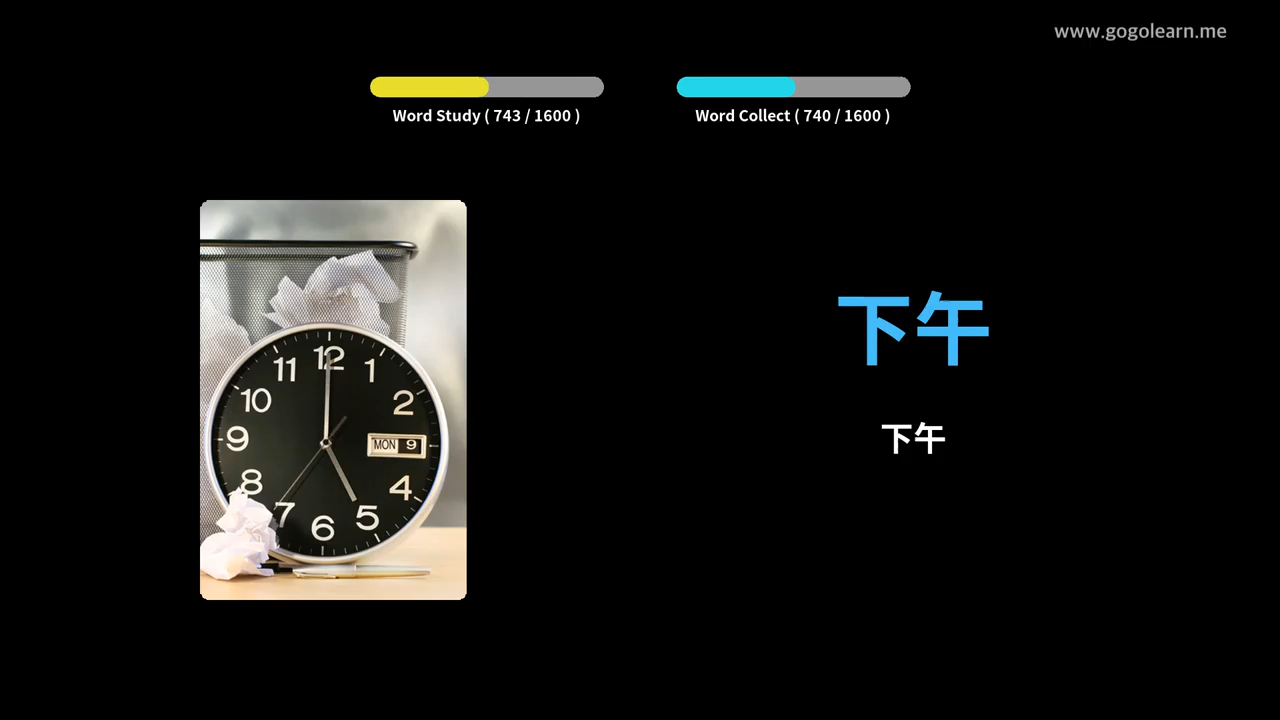 www.gogolearn.me
Word Study ( 743 / 1600 )
Word Collect ( 740 / 1600 )
下午
下午
12
1
2
MON 9
4
5
6
7
8
9
10
11